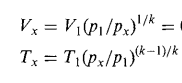 Vₓ = V₁(p₁/pₓ)^{1/k} =
Tₓ = T₁(pₓ/p₁)^{(k−1)/k}